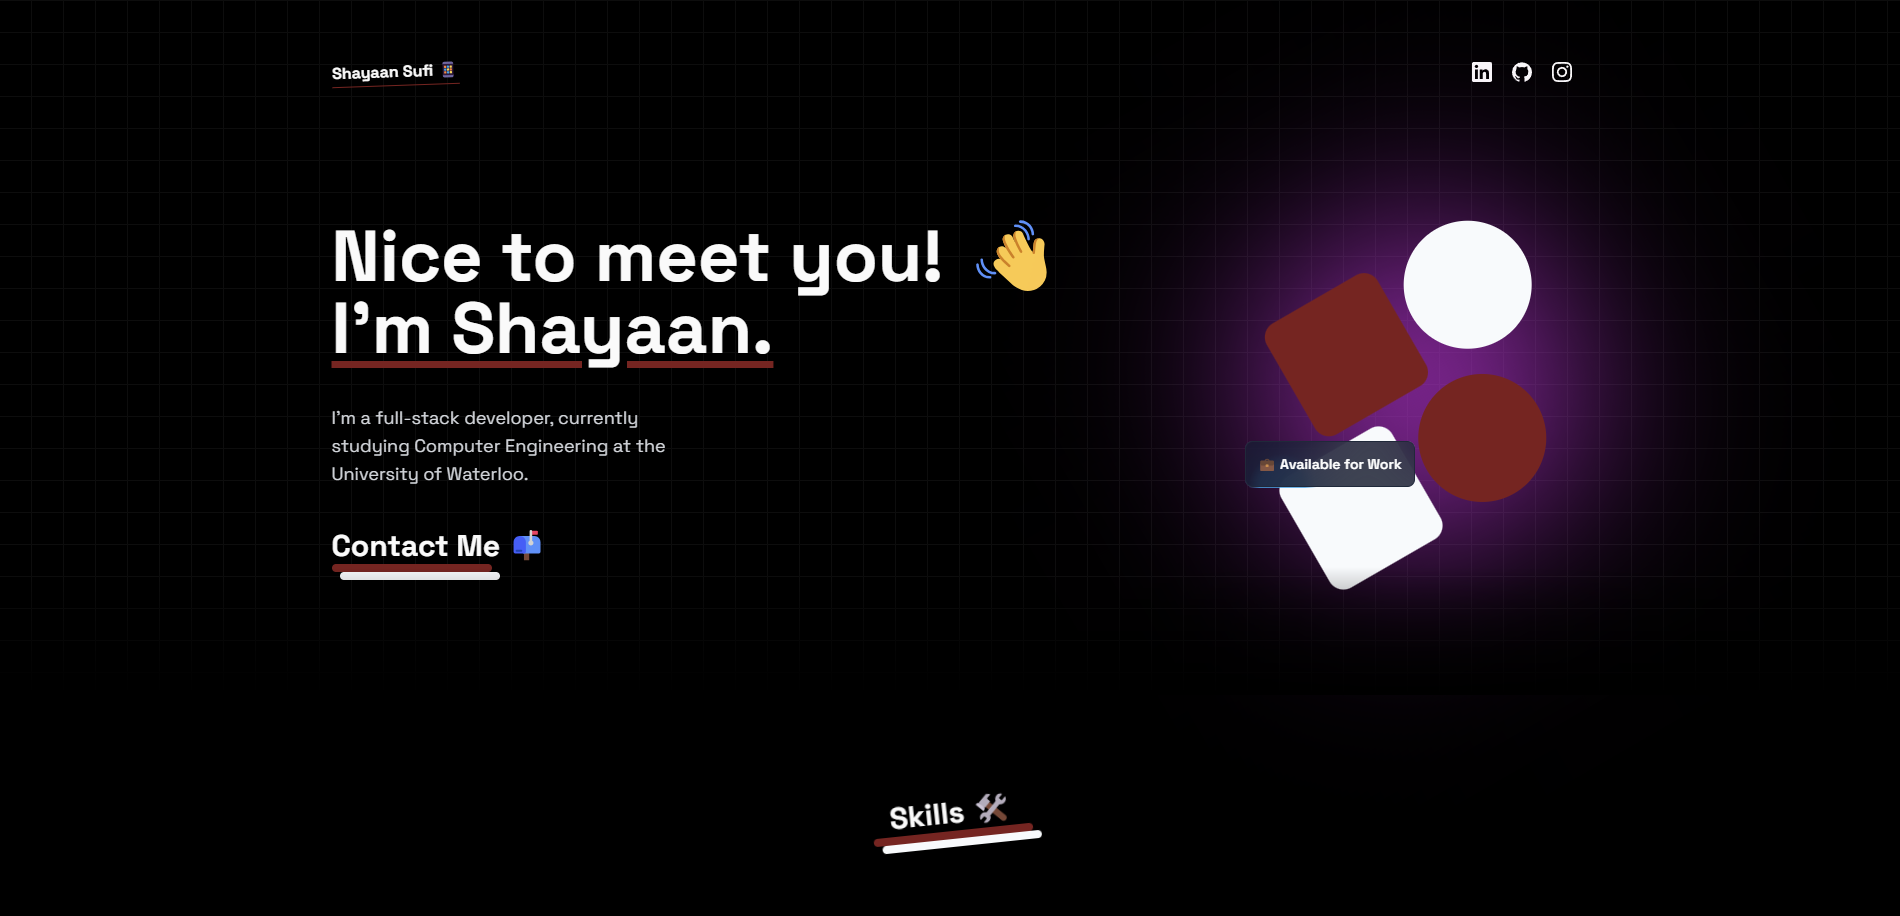 Shayaan Sufi
Nice to meet you!
I'm Shayaan.
I'm a full-stack developer, currently
studying Computer Engineering at the
University of Waterloo.
Contact Me
Available for Work
Skills